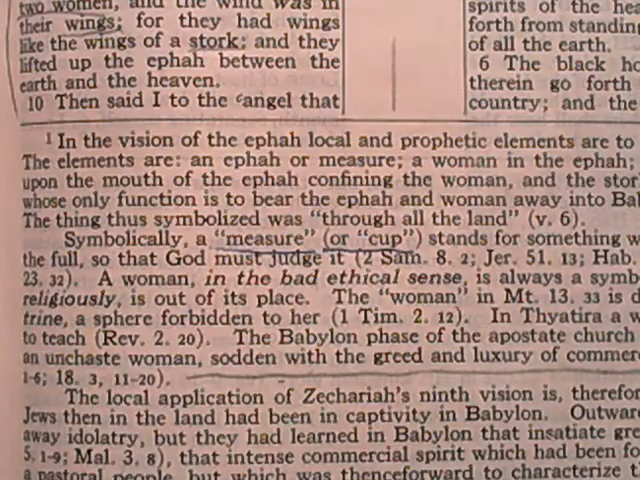 two women, and the wind was in
their wings; for they had wings
like the wings of a stork: and they
lifted up the ephah between the
earth and the heaven.
10 Then said I to the cangel that
spirits of the
forth from standing
of all the earth.
6 The black
therein go forth
country; and the
1 In the vision of the ephah local and prophetic elements are to
The elements are: an ephah or measure; a woman in the ephah;
upon the mouth of the ephah confining the woman, and the
whose only function is to bear the ephah and woman away into
The thing thus symbolized was “through all the land” (v. 6).
Symbolically, a “measure” (or “cup”) stands for something
the full, so that God must judge it (2 Sam. 8. 2; Jer. 51. 13; Hab.
23. 32). A woman, in the bad ethical sense, is always a
religiously, is out of its place. The “woman” in Mt. 13. 33 is
trine, a sphere forbidden to her (1 Tim. 2. 12). In Thyatira a
to teach (Rev. 2. 20). The Babylon phase of the apostate church
an unchaste woman, sodden with the greed and luxury of
1-6; 18. 3, 11-20).
The local application of Zechariah's ninth vision is,
Jews then in the land had been in captivity in Babylon.
away idolatry, but they had learned in Babylon that insatiate
5. 1-9; Mal. 3. 8), that intense commercial spirit which had been
a pastoral people, but which was thenceforward to characterize